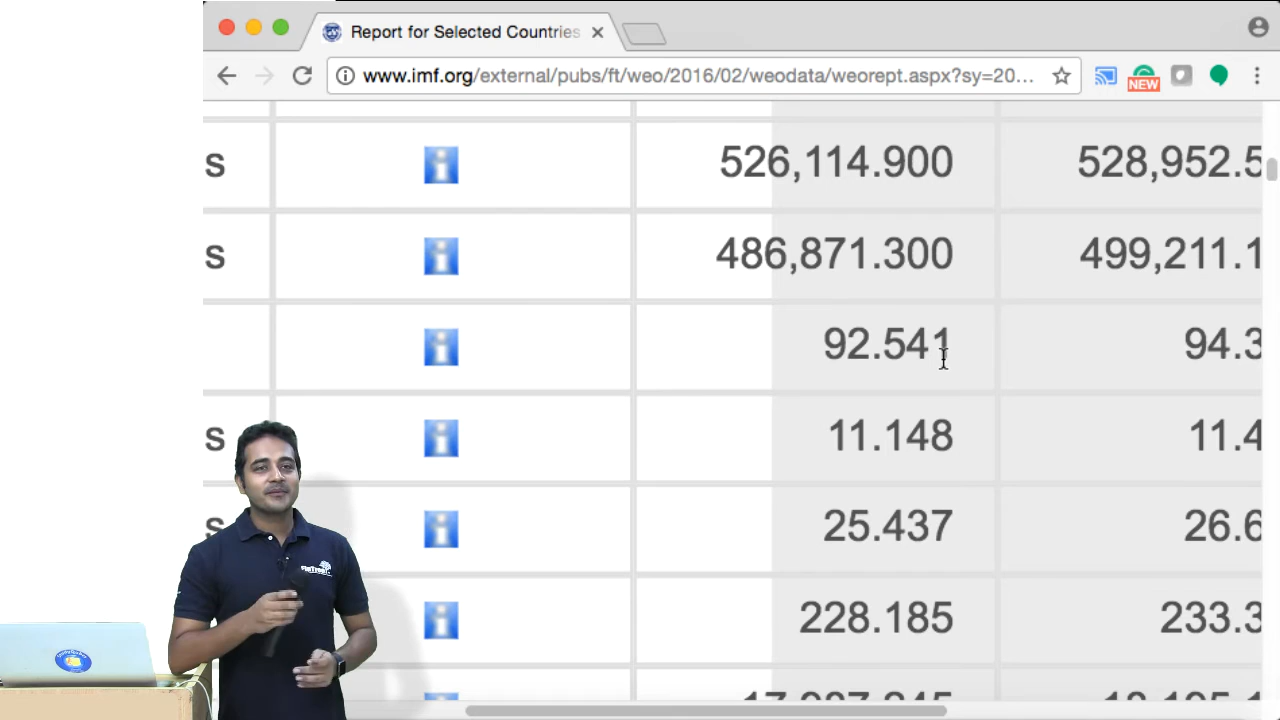 Report for Selected Countries
www.imf.org/external/pubs/ft/weo/2016/02/weodata/weorept.aspx?sy=20...
NEW
s 526,114.900 528,952.5
s 486,871.300 499,211.1
92.541 94.3
s 11.148 11.4
s 25.437 26.6
228.185 233.3